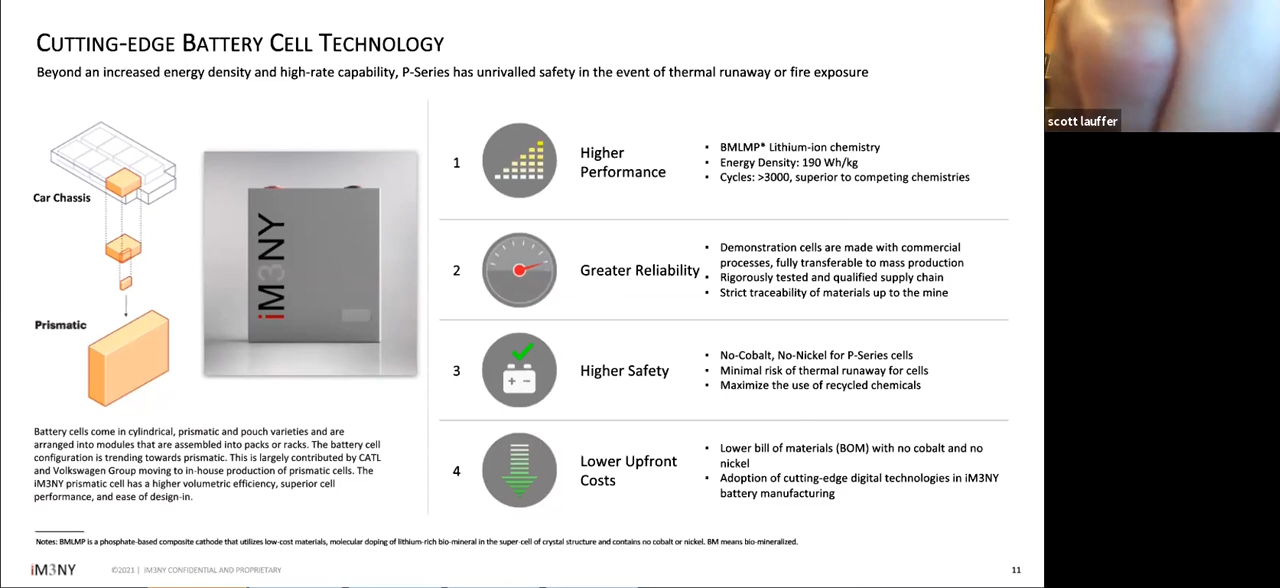 CUTTING-EDGE BATTERY CELL TECHNOLOGY
Beyond an increased energy density and high-rate capability, P-Series has unrivalled safety in the event of thermal runaway or fire exposure
scott lauffer
Car Chassis
Prismatic
iM3NY
Battery cells come in cylindrical, prismatic and pouch varieties and are
arranged into modules that are assembled into packs or racks. The battery cell
configuration is trending towards prismatic. This is largely contributed by CATL
and Volkswagen Group moving to in-house production of prismatic cells. The
iM3NY prismatic cell has a higher volumetric efficiency, superior cell
performance, and ease of design-in.
1
Higher
Performance
• BMLMP* Lithium-ion chemistry
• Energy Density: 190 Wh/kg
• Cycles: >3000, superior to competing chemistries
2
Greater Reliability
• Demonstration cells are made with commercial
processes, fully transferable to mass production
• Rigorously tested and qualified supply chain
• Strict traceability of materials up to the mine
3
Higher Safety
• No-Cobalt, No-Nickel for P-Series cells
• Minimal risk of thermal runaway for cells
• Maximize the use of recycled chemicals
4
Lower Upfront
Costs
• Lower bill of materials (BOM) with no cobalt and no
nickel
• Adoption of cutting-edge digital technologies in iM3NY
battery manufacturing
Notes: BMLMP is a phosphate-based composite cathode that utilizes low-cost materials, molecular doping of lithium-rich bio-mineral in the super-cell of crystal structure and contains no cobalt or nickel. BM means bio-mineralized.
iM3NY
©2021 | iM3NY CONFIDENTIAL AND PROPRIETARY
11